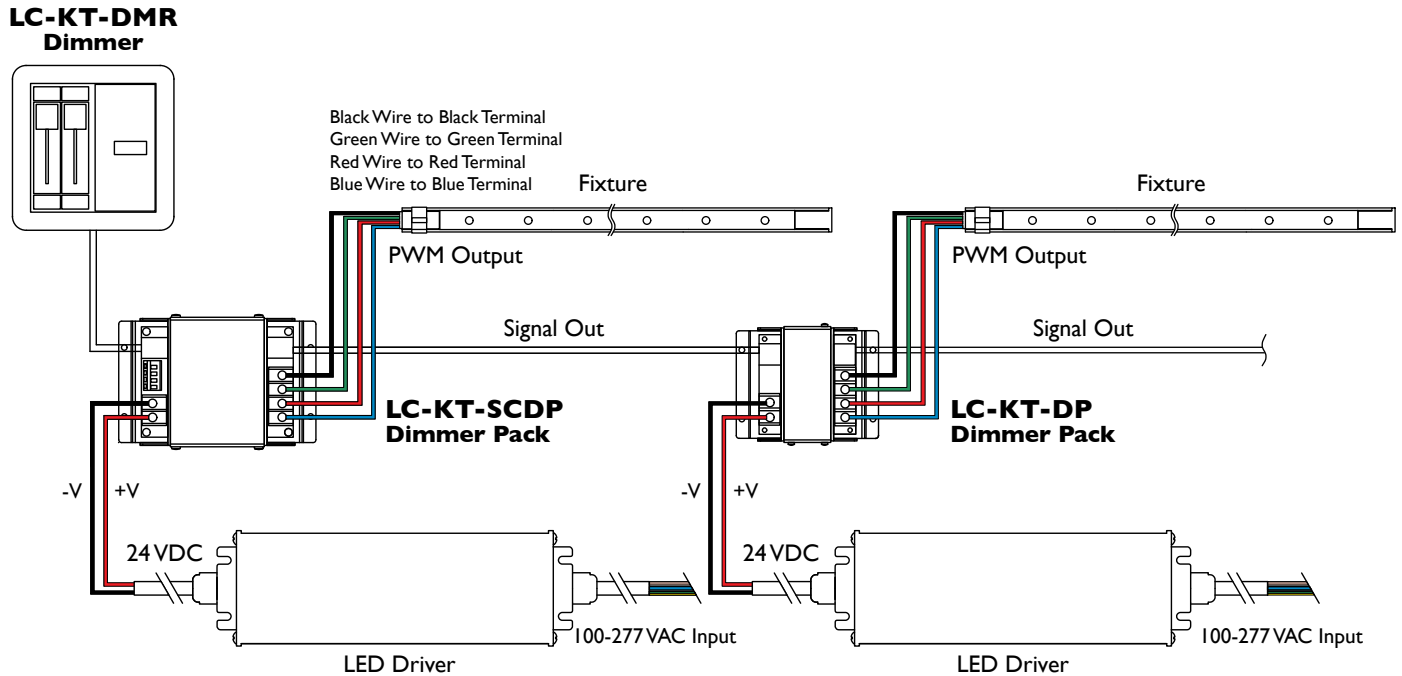 LC-KT-DMR
Dimmer
Black Wire to Black Terminal
Green Wire to Green Terminal
Red Wire to Red Terminal
Blue Wire to Blue Terminal
Fixture
Fixture
PWM Output
PWM Output
Signal Out
Signal Out
LC-KT-SCDP
Dimmer Pack
LC-KT-DP
Dimmer Pack
-V
+V
-V
+V
24 VDC
24 VDC
100-277 VAC Input
100-277 VAC Input
LED Driver
LED Driver